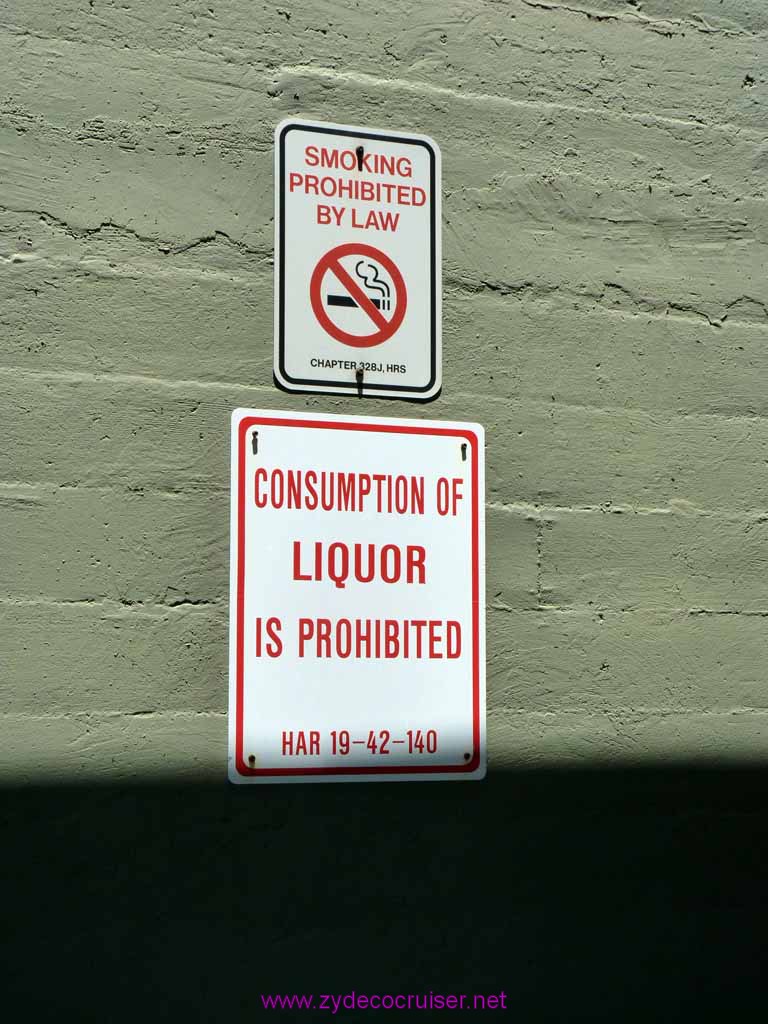 SMOKING
PROHIBITED
BY LAW
CHAPTER 328J, HRS
CONSUMPTION OF
LIQUOR
IS PROHIBITED
HAR 19-42-140
www.zydecocruiser.net